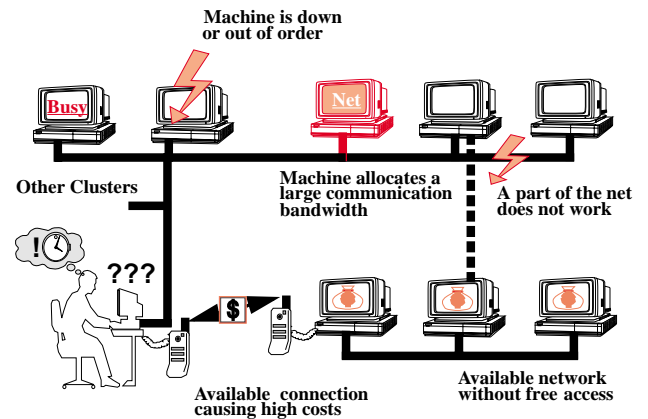 Machine is down
or out of order
Busy
Net
Machine allocates a
large communication
bandwidth
A part of the net
does not work
Other Clusters
!
???
$
Available connection
causing high costs
Available network
without free access